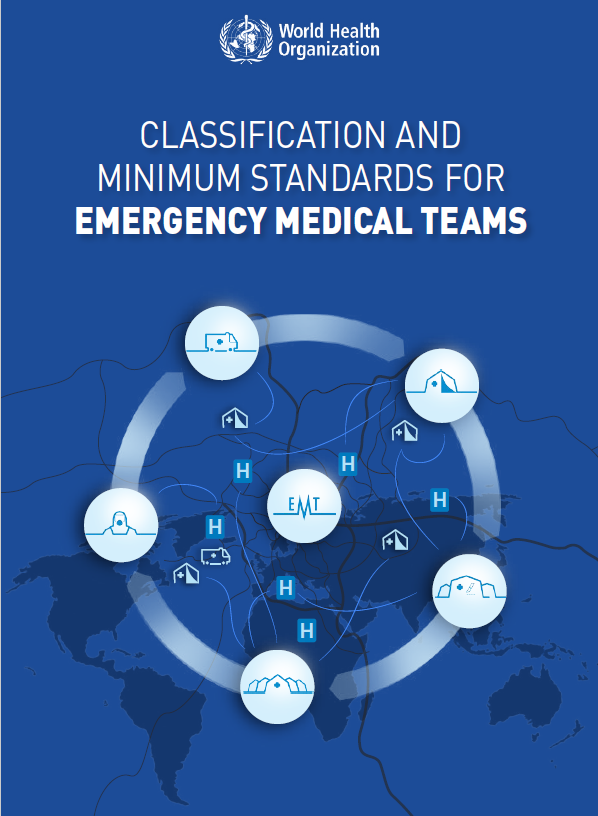 World Health
Organization
CLASSIFICATION AND
MINIMUM STANDARDS FOR
EMERGENCY MEDICAL TEAMS
H
H
H
EMT
H
H
H